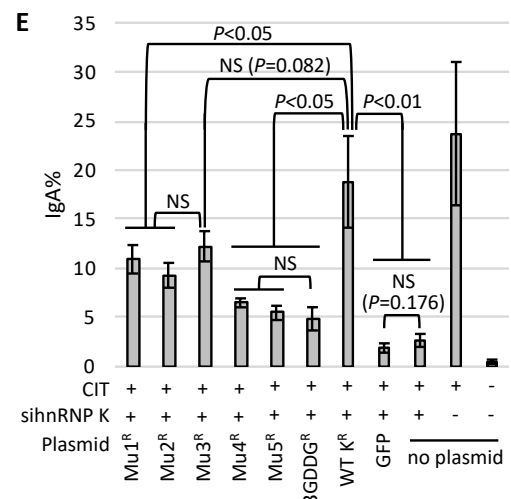 E
35
30
25
20
15
10
5
0
IgA%
P<0.05
NS (P=0.082)
P<0.05 P<0.01
NS
NS
NS
(P=0.176)
CIT + + + + + + + + + + -
sihnRNP K + + + + + + + + + - -
Plasmid Mu1ᴿ Mu2ᴿ Mu3ᴿ Mu4ᴿ Mu5ᴿ WT Kᴿ GFP no plasmid